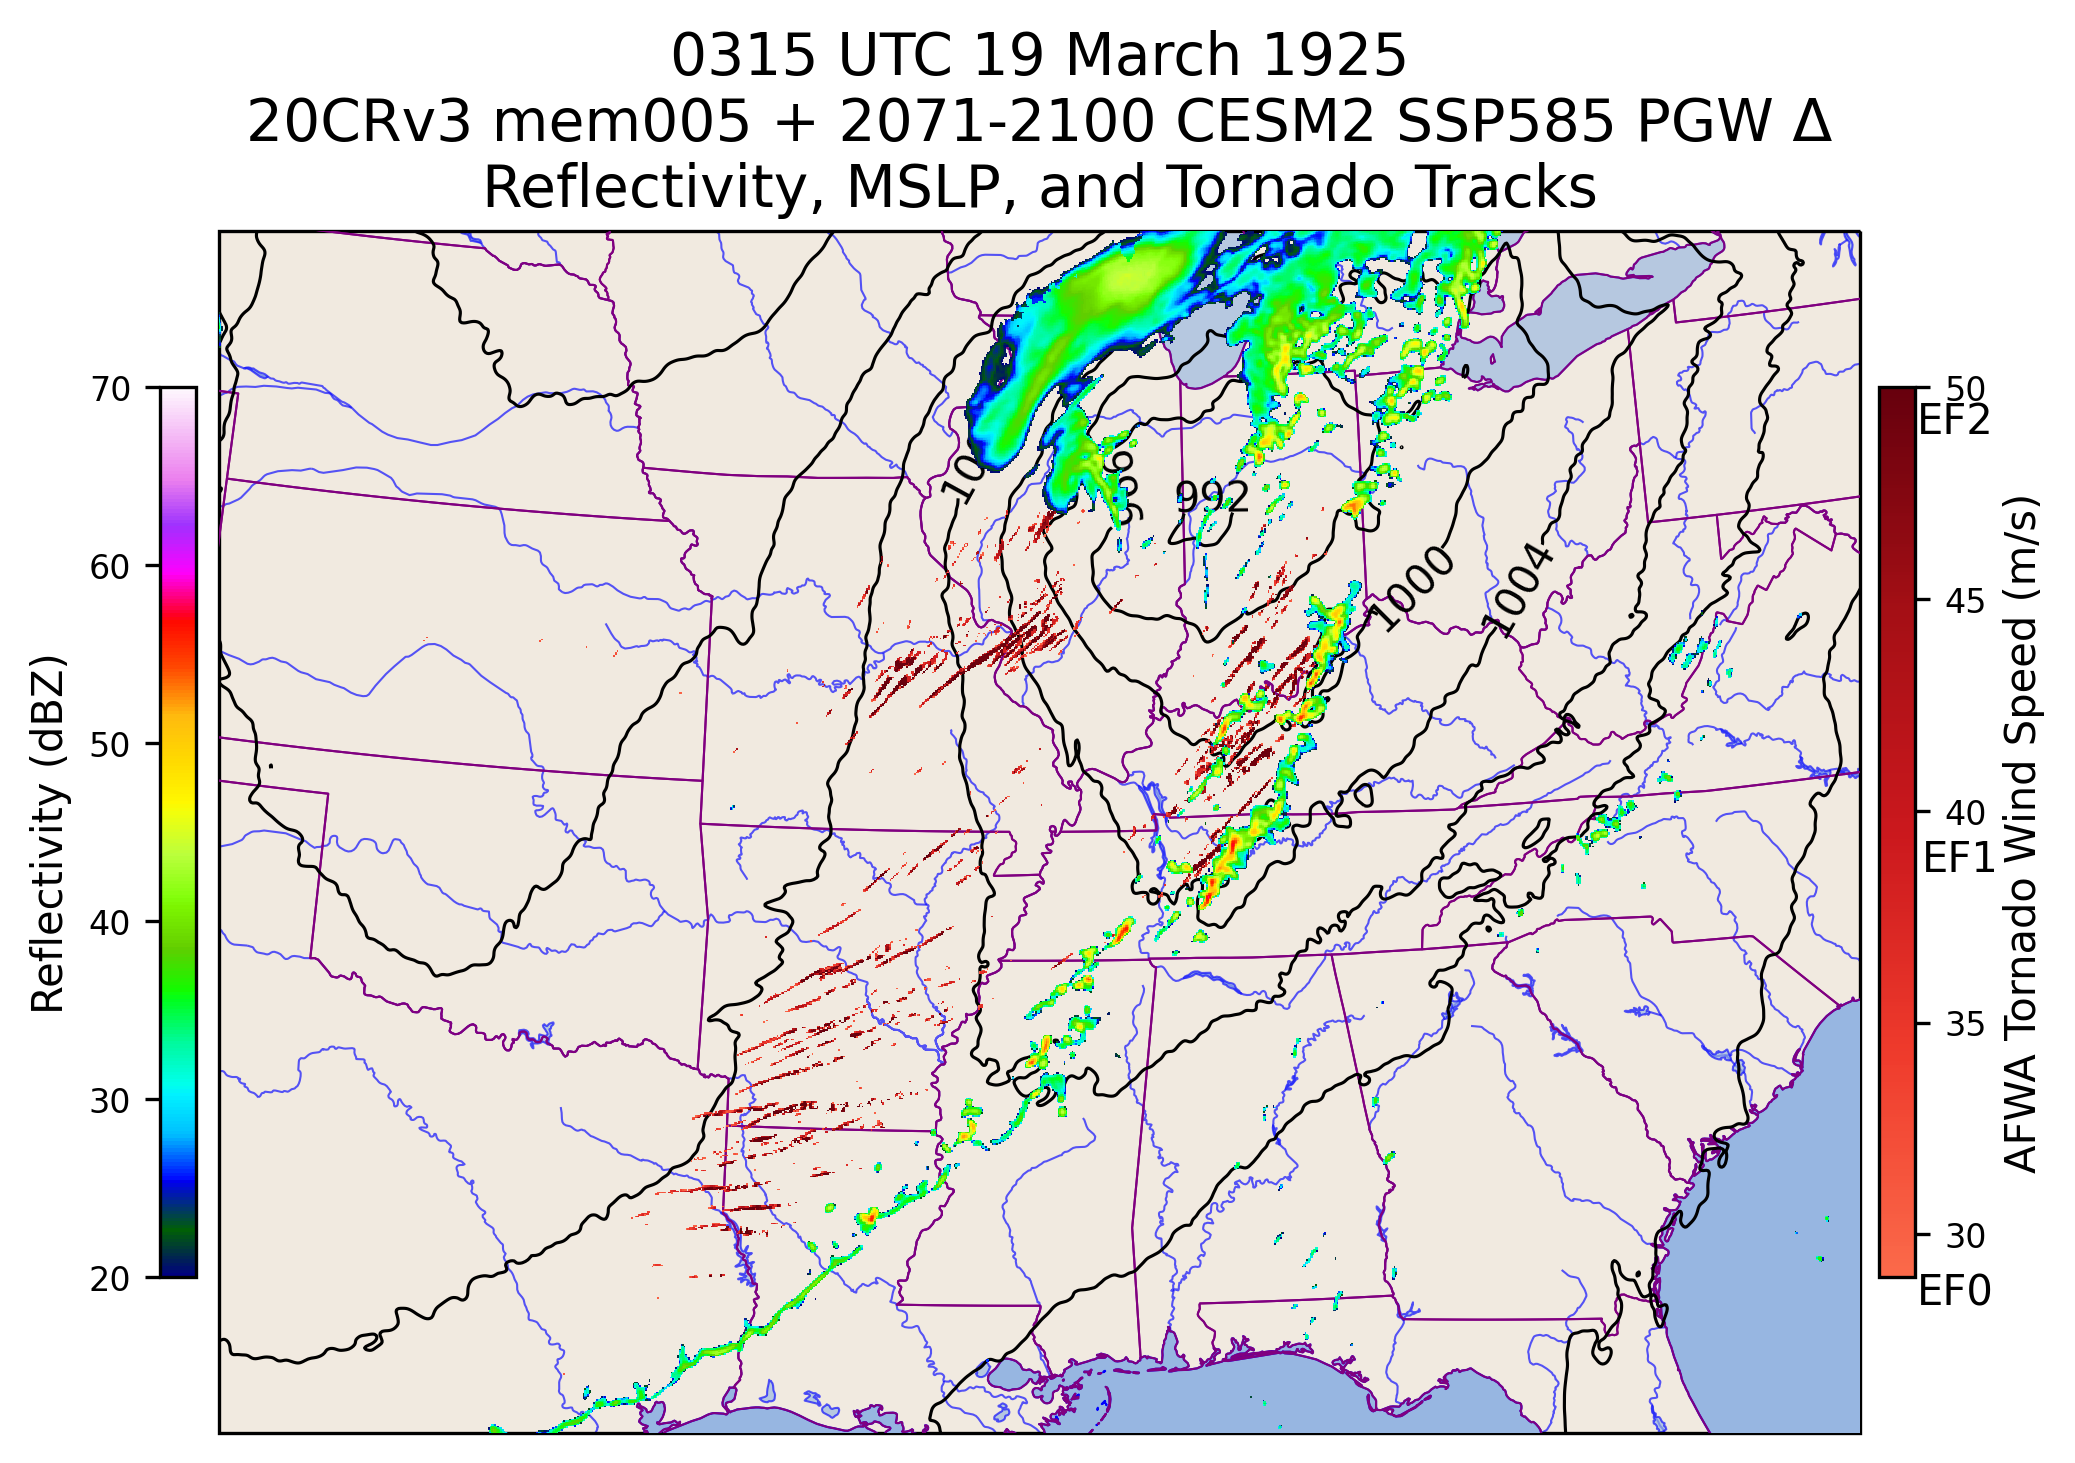 0315 UTC 19 March 1925
20CRv3 mem005 + 2071-2100 CESM2 SSP585 PGW Δ
Reflectivity, MSLP, and Tornado Tracks
Reflectivity (dBZ)
70
60
50
40
30
20
10
996
992
1000
1004
50
EF2
45
40
EF1
35
30
EF0
AFWA Tornado Wind Speed (m/s)